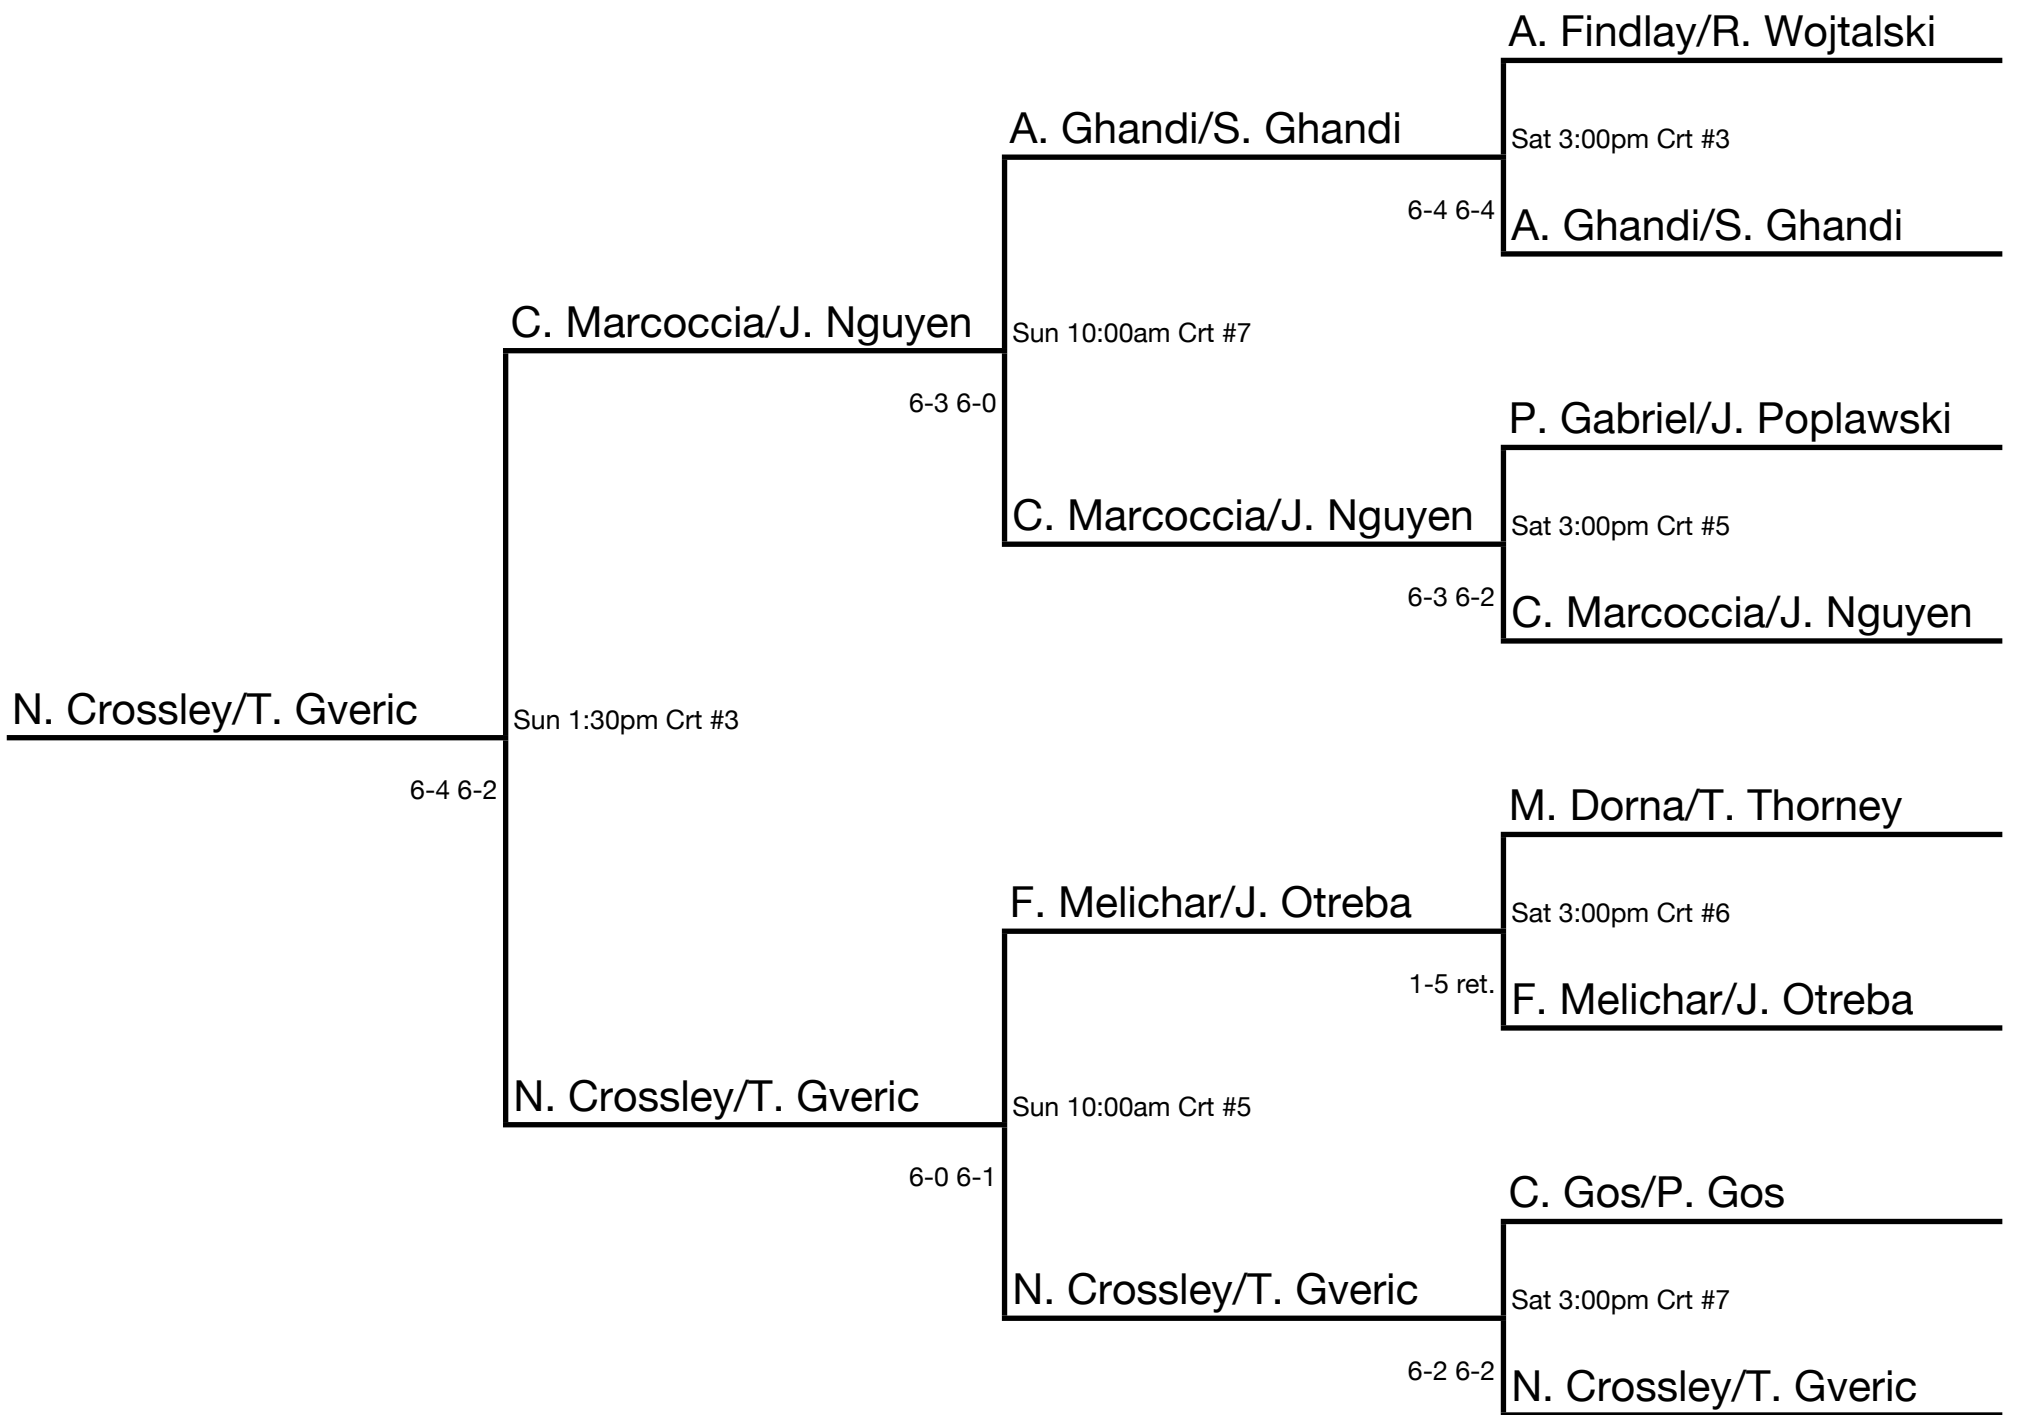 A. Findlay/R. Wojtalski
A. Ghandi/S. Ghandi
Sat 3:00pm Crt #3
6-4 6-4
A. Ghandi/S. Ghandi
C. Marcoccia/J. Nguyen
Sun 10:00am Crt #7
6-3 6-0
P. Gabriel/J. Poplawski
C. Marcoccia/J. Nguyen
Sat 3:00pm Crt #5
6-3 6-2
C. Marcoccia/J. Nguyen
N. Crossley/T. Gveric
Sun 1:30pm Crt #3
6-4 6-2
M. Dorna/T. Thorney
F. Melichar/J. Otreba
Sat 3:00pm Crt #6
1-5 ret.
F. Melichar/J. Otreba
N. Crossley/T. Gveric
Sun 10:00am Crt #5
6-0 6-1
C. Gos/P. Gos
N. Crossley/T. Gveric
Sat 3:00pm Crt #7
6-2 6-2
N. Crossley/T. Gveric